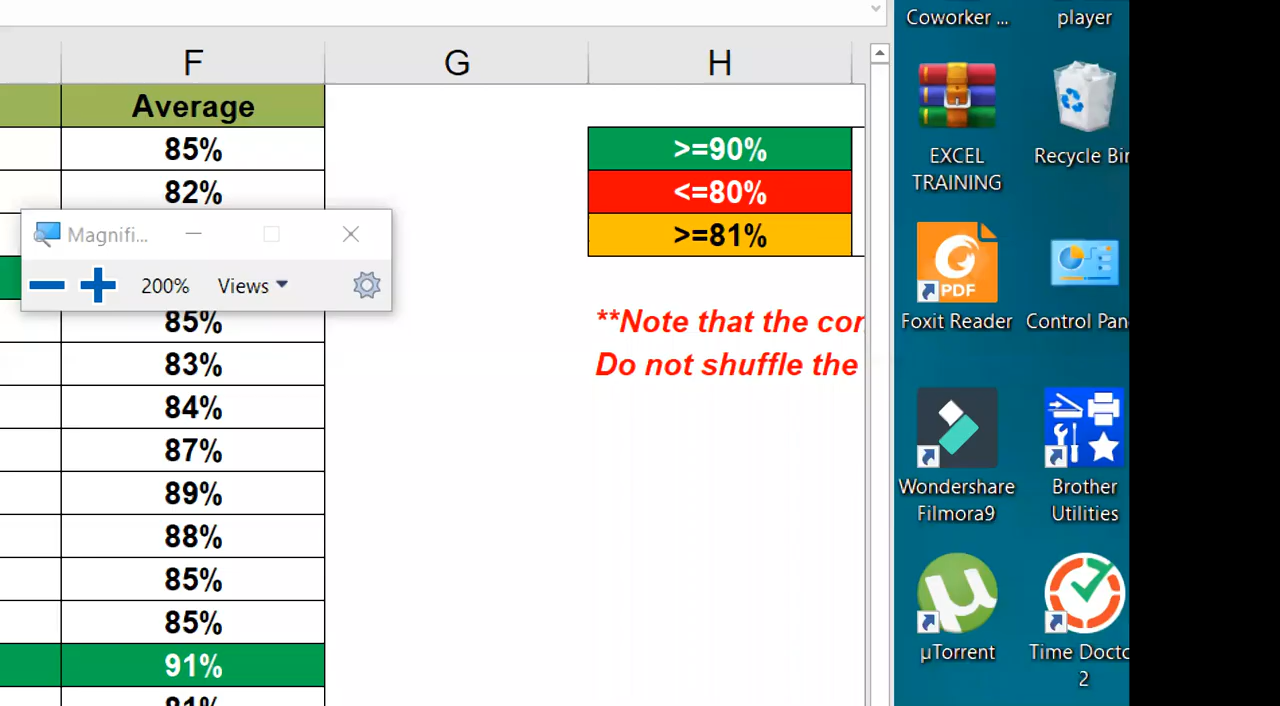 F
G
H
Average
85%
82%
85%
83%
84%
87%
89%
88%
85%
85%
91%
Magnifi...
200%
Views
>=90%
<=80%
>=81%
**Note that the
Do not shuffle the
Coworker ...
player
EXCEL
TRAINING
Recycle Bin
PDF
Foxit Reader
Control Pan
Wondershare
Filmora9
Brother
Utilities
µTorrent
Time Docto
2